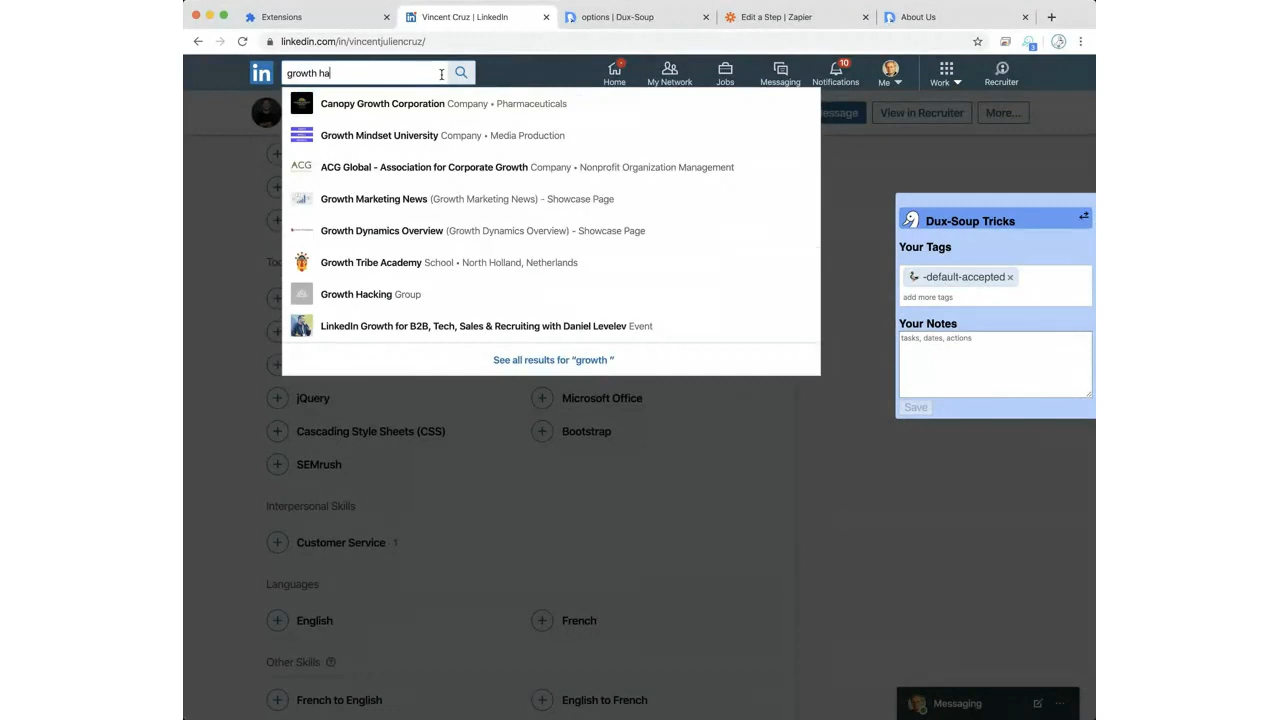 Extensions
Vincent Cruz | LinkedIn
options | Dux-Soup
Edit a Step | Zapier
About Us
linkedin.com/in/vincentjuliencruz/
3
in
growth ha
Home
My Network
Jobs
Messaging
10
Notifications
Me
Work
Recruiter
essage
View in Recruiter
More...
Canopy Growth Corporation Company • Pharmaceuticals
Growth Mindset University Company • Media Production
ACG
ACG Global - Association for Corporate Growth Company • Nonprofit Organization Management
Growth Marketing News (Growth Marketing News) - Showcase Page
Growth Dynamics Overview (Growth Dynamics Overview) - Showcase Page
Growth Tribe Academy School • North Holland, Netherlands
Growth Hacking Group
LinkedIn Growth for B2B, Tech, Sales & Recruiting with Daniel Levelev Event
See all results for “growth ”
Dux-Soup Tricks
Your Tags
-default-accepted ×
add more tags
Your Notes
tasks, dates, actions
Save
Too
jQuery
Microsoft Office
Cascading Style Sheets (CSS)
Bootstrap
SEMrush
Interpersonal Skills
Customer Service 1
Languages
English
French
Other Skills
French to English
English to French
Messaging